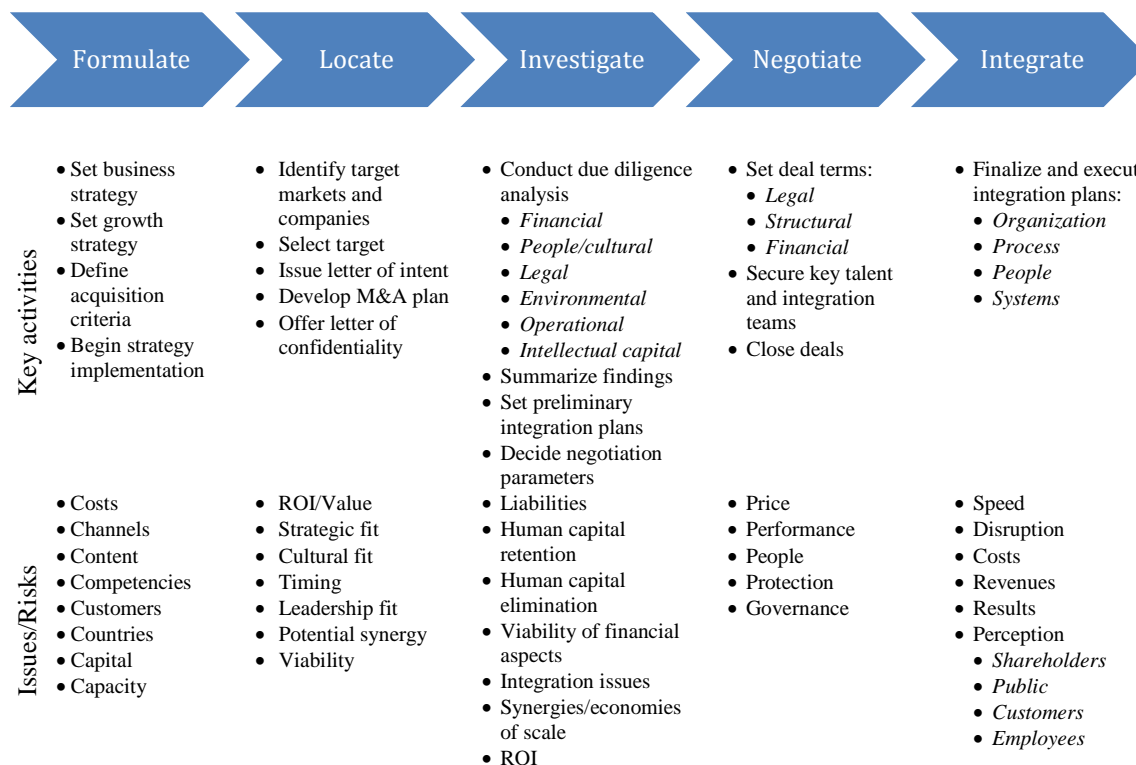 Formulate
Locate
Investigate
Negotiate
Integrate
Key activities
• Set business
strategy
• Set growth
strategy
• Define
acquisition
criteria
• Begin strategy
implementation
• Identify target
markets and
companies
• Select target
• Issue letter of intent
• Develop M&A plan
• Offer letter of
confidentiality
• Conduct due diligence
analysis
• Financial
• People/cultural
• Legal
• Environmental
• Operational
• Intellectual capital
• Summarize findings
• Set preliminary
integration plans
• Decide negotiation
parameters
• Set deal terms:
• Legal
• Structural
• Financial
• Secure key talent
and integration
teams
• Close deals
• Finalize and execut
integration plans:
• Organization
• Process
• People
• Systems
Issues/Risks
• Costs
• Channels
• Content
• Competencies
• Customers
• Countries
• Capital
• Capacity
• ROI/Value
• Strategic fit
• Cultural fit
• Timing
• Leadership fit
• Potential synergy
• Viability
• Liabilities
• Human capital
retention
• Human capital
elimination
• Viability of financial
aspects
• Integration issues
• Synergies/economies
of scale
• ROI
• Price
• Performance
• People
• Protection
• Governance
• Speed
• Disruption
• Costs
• Revenues
• Results
• Perception
• Shareholders
• Public
• Customers
• Employees